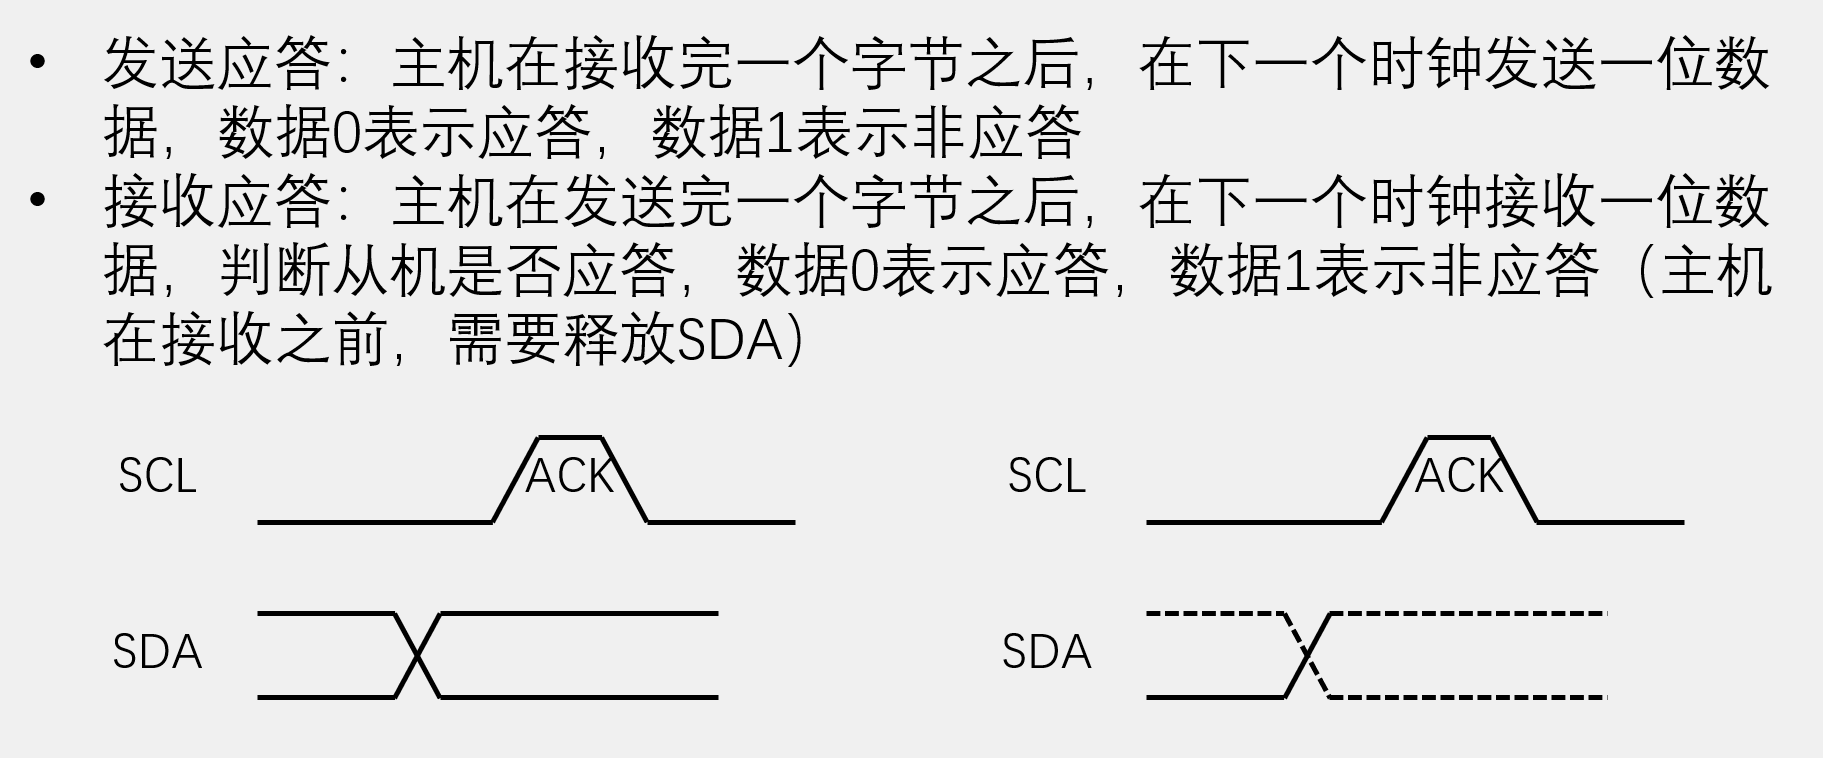 • 发送应答：主机在接收完一个字节之后，在下一个时钟发送一位数
据，数据0表示应答，数据1表示非应答
• 接收应答：主机在发送完一个字节之后，在下一个时钟接收一位数
据，判断从机是否应答，数据0表示应答，数据1表示非应答（主机
在接收之前，需要释放SDA）
SCL ACK SCL ACK
SDA SDA